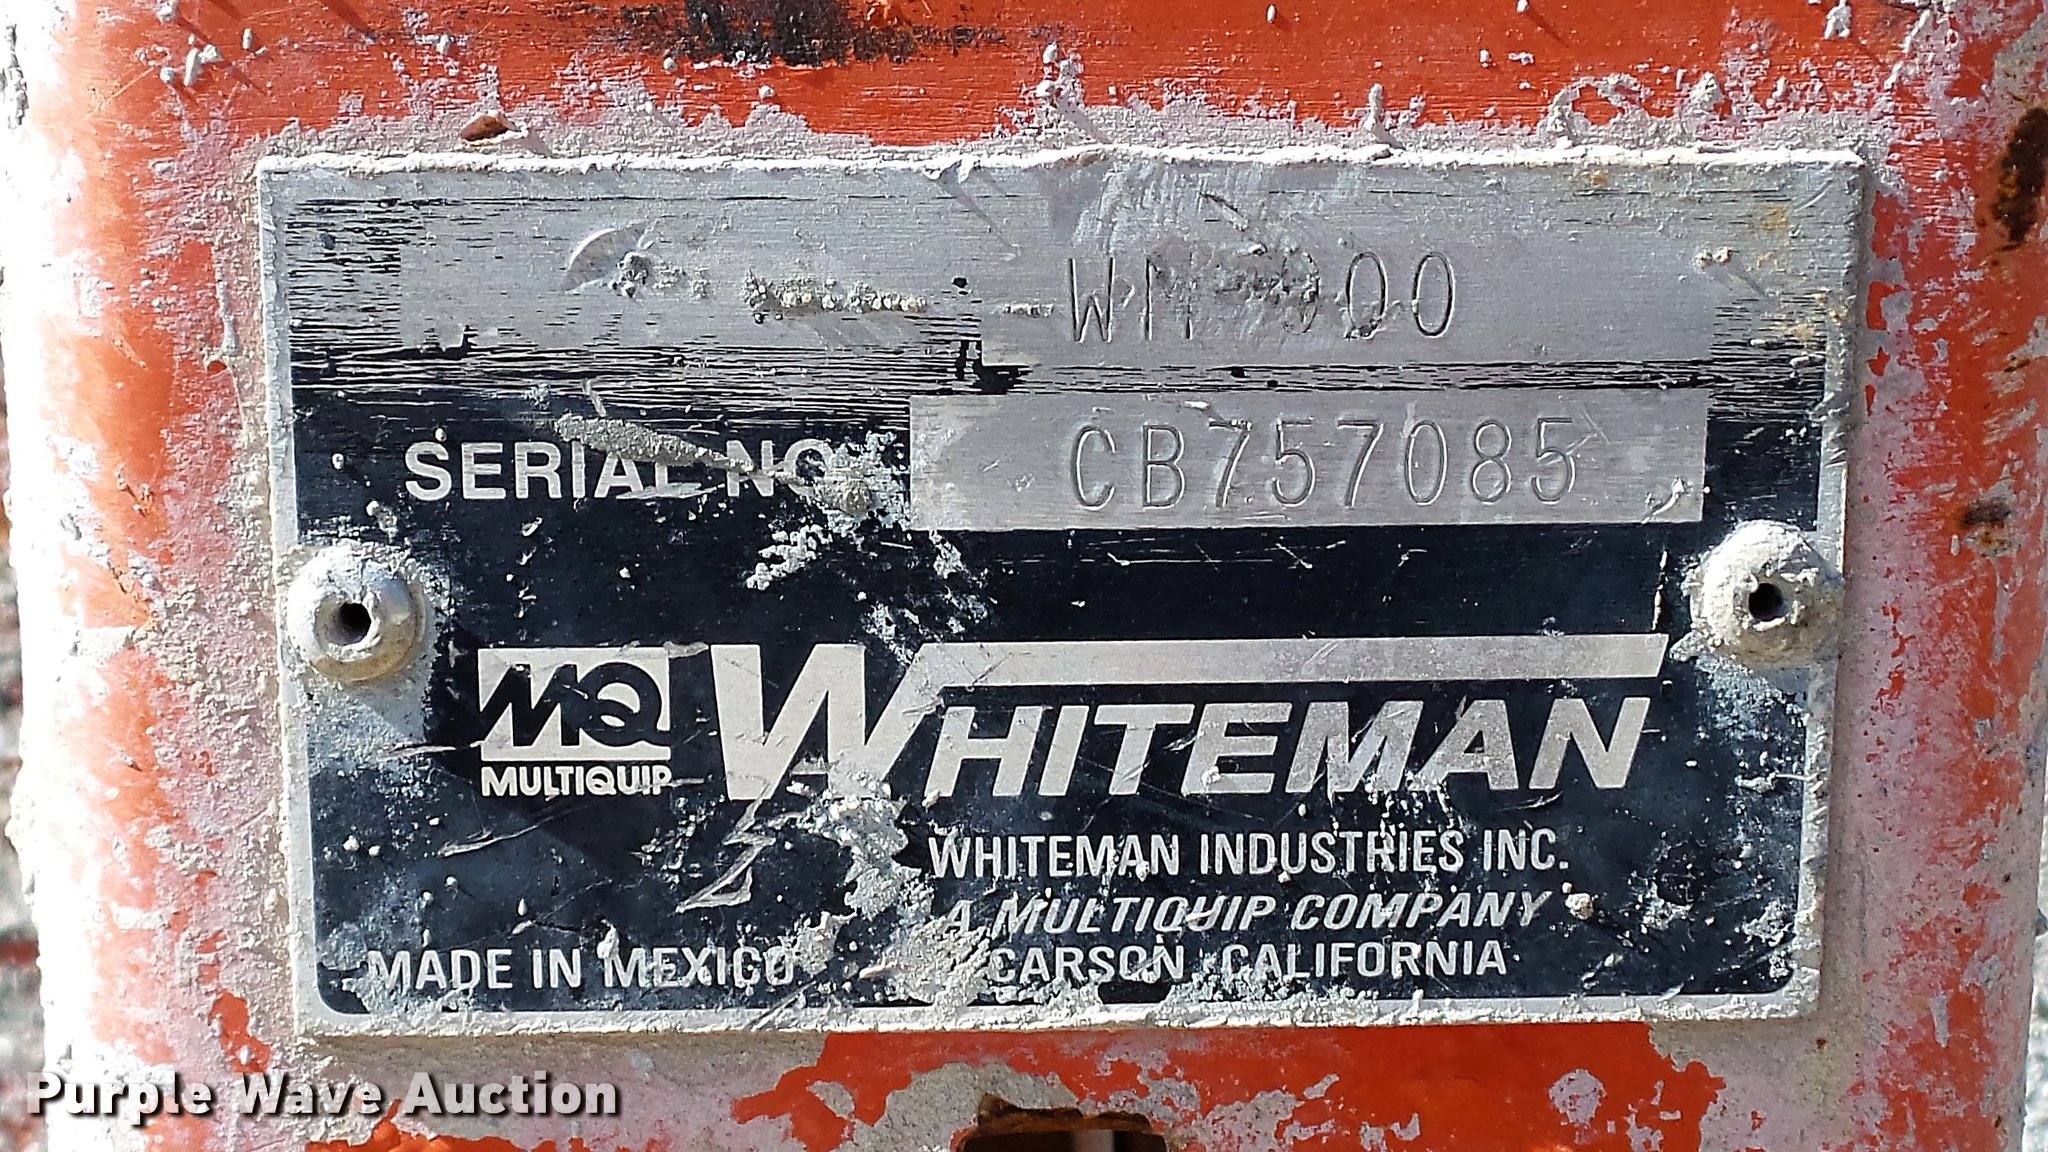 SERIAL NO.
CB757085
MQ WHITEMAN
MULTIQUIP
WHITEMAN INDUSTRIES INC.
A MULTIQUIP COMPANY
MADE IN MEXICO
CARSON, CALIFORNIA
Purple Wave Auction